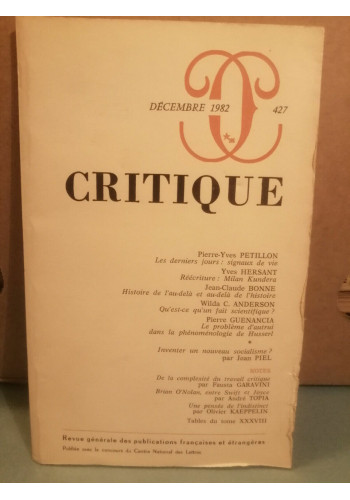 DÉCEMBRE 1982 427
CRITIQUE
Pierre-Yves PETILLON
Les derniers jours : signaux de vie
Yves HERSANT
Réécriture : Milan Kundera
Jean-Claude BONNE
Histoire de l'au-delà et au-delà de l'histoire
Wilda C. ANDERSON
Qu'est-ce qu'un fait scientifique ?
Pierre GUENANCIA
Le problème d'autrui
dans la phénoménologie de Husserl
*
Inventer un nouveau socialisme ?
par Jean PIEL
NOTES
De la complexité du travail critique
par Fausta GARAVINI
Brian O'Nolan, entre Swift et Joyce
par André TOPIA
Une pensée de l'indicible
par Olivier KAEPPELIN
Tables du tome XXXVIII
Revue générale des publications françaises et étrangères
Publiée avec le concours du Centre National des Lettres